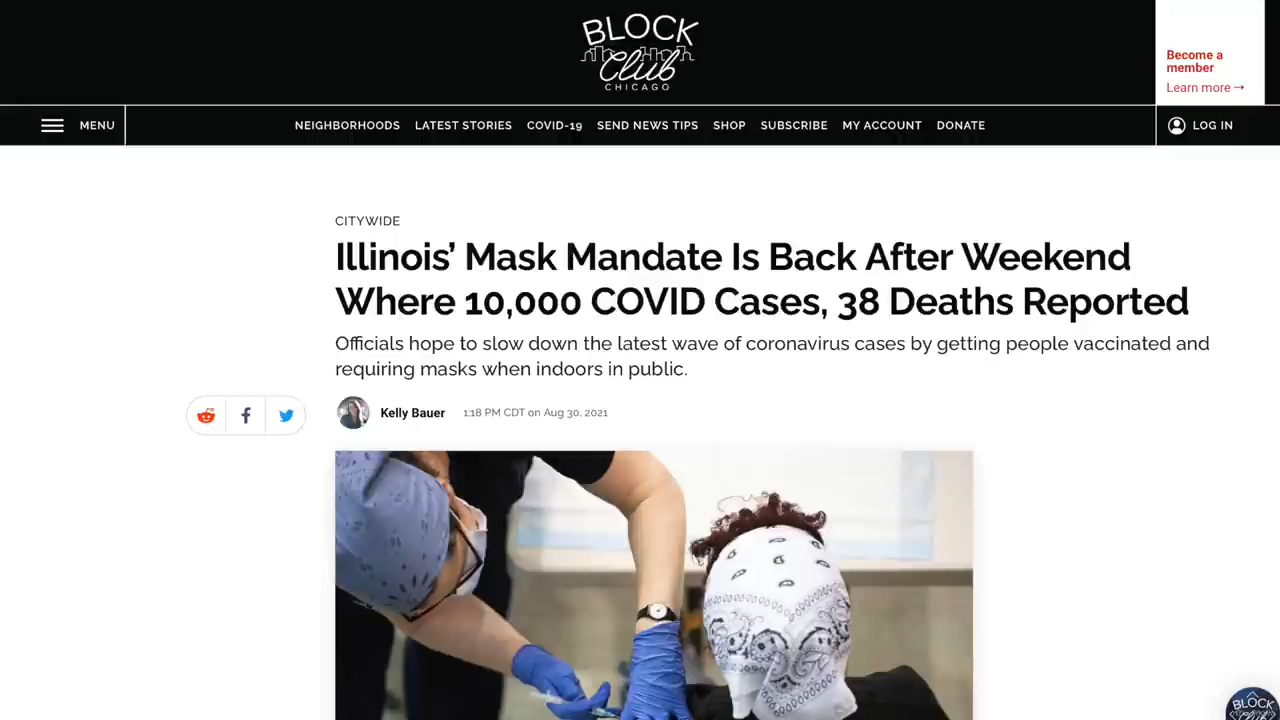 BLOCK
Club
CHICAGO
Become a
member
Learn more →
MENU
NEIGHBORHOODS LATEST STORIES COVID-19 SEND NEWS TIPS SHOP SUBSCRIBE MY ACCOUNT DONATE
LOG IN
CITYWIDE
Illinois’ Mask Mandate Is Back After Weekend
Where 10,000 COVID Cases, 38 Deaths Reported
Officials hope to slow down the latest wave of coronavirus cases by getting people vaccinated and
requiring masks when indoors in public.
Kelly Bauer 1:18 PM CDT on Aug 30, 2021
BLOCK